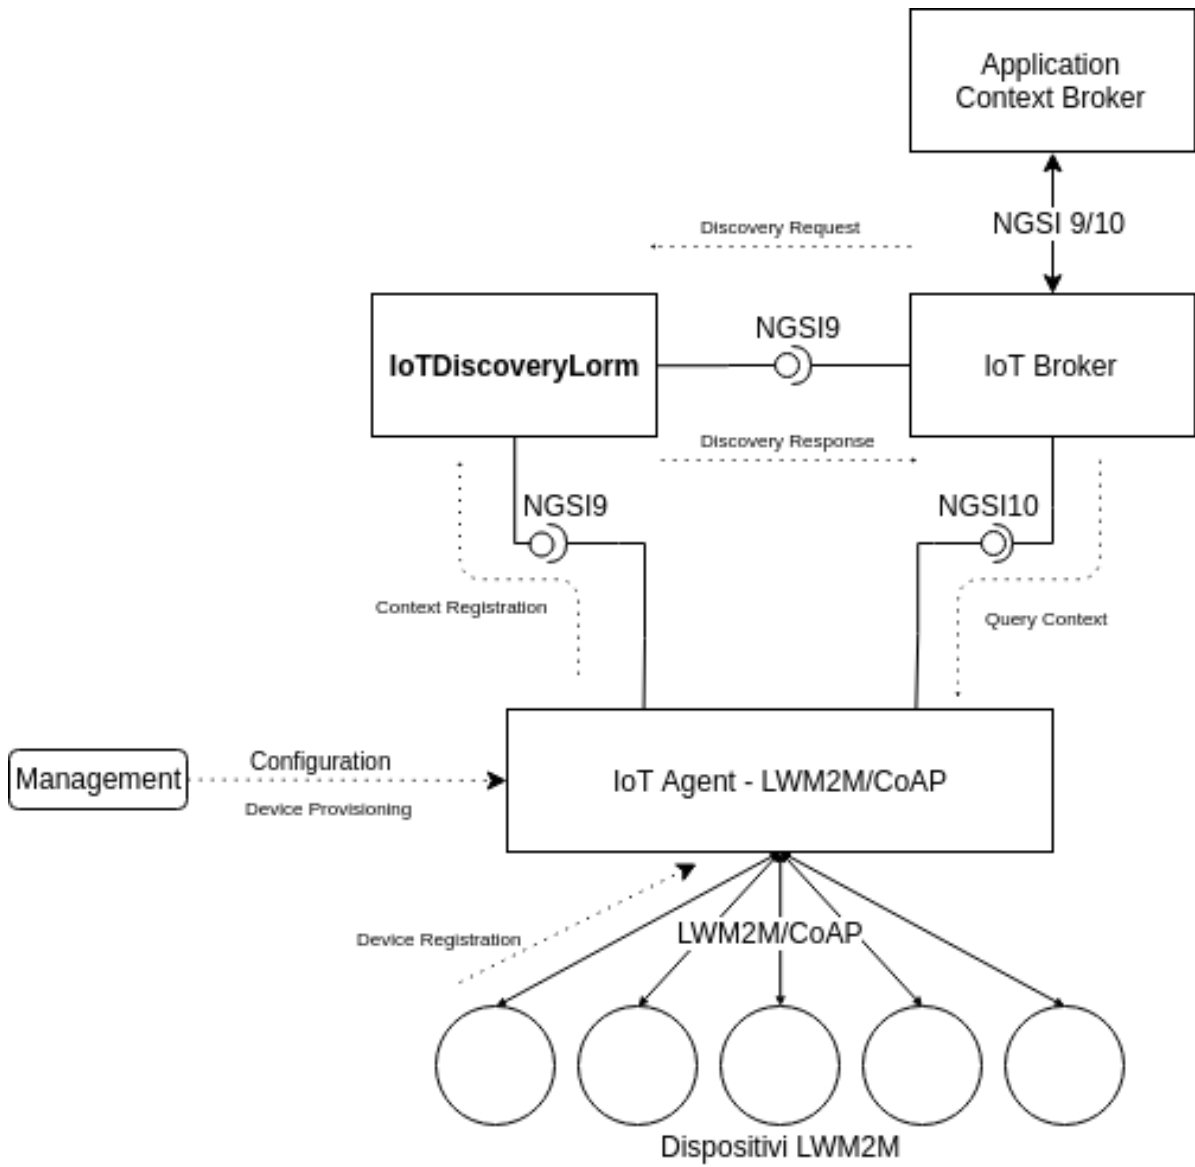 Application
Context Broker
NGSI 9/10
Discovery Request
NGSI9
IoTDiscoveryLorm
IoT Broker
Discovery Response
NGSI9
NGSI10
Context Registration
Query Context
Management
Configuration
Device Provisioning
IoT Agent - LWM2M/CoAP
Device Registration
LWM2M/CoAP
Dispositivi LWM2M